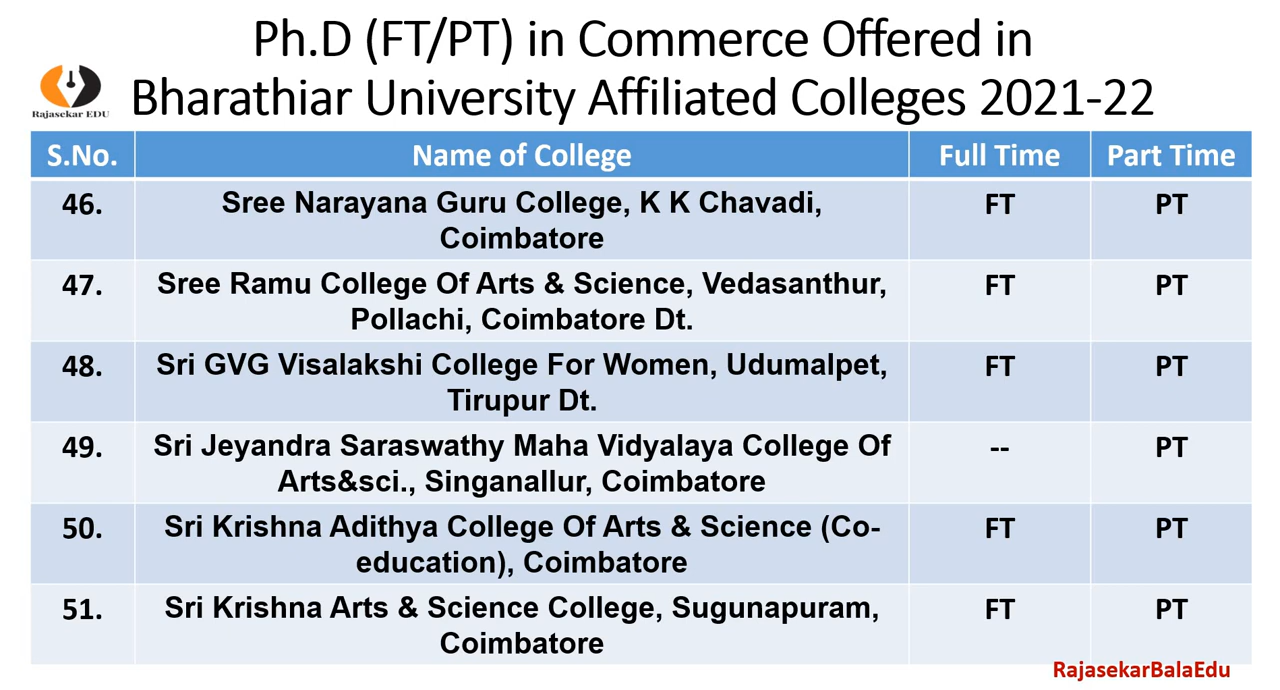 Ph.D (FT/PT) in Commerce Offered in
Bharathiar University Affiliated Colleges 2021-22
Rajasekar EDU
S.No. Name of College Full Time Part Time
46. Sree Narayana Guru College, K K Chavadi, FT PT
Coimbatore
47. Sree Ramu College Of Arts & Science, Vedasanthur, FT PT
Pollachi, Coimbatore Dt.
48. Sri GVG Visalakshi College For Women, Udumalpet, FT PT
Tirupur Dt.
49. Sri Jeyandra Saraswathy Maha Vidyalaya College Of -- PT
Arts&sci., Singanallur, Coimbatore
50. Sri Krishna Adithya College Of Arts & Science (Co- FT PT
education), Coimbatore
51. Sri Krishna Arts & Science College, Sugunapuram, FT PT
Coimbatore
RajasekarBalaEdu